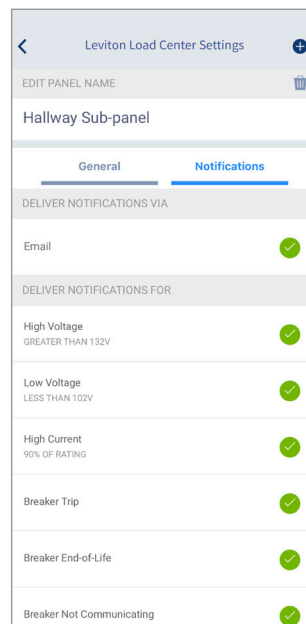 Leviton Load Center Settings
EDIT PANEL NAME
Hallway Sub-panel
General Notifications
DELIVER NOTIFICATIONS VIA
Email
DELIVER NOTIFICATIONS FOR
High Voltage
GREATER THAN 132V
Low Voltage
LESS THAN 102V
High Current
90% OF RATING
Breaker Trip
Breaker End-of-Life
Breaker Not Communicating